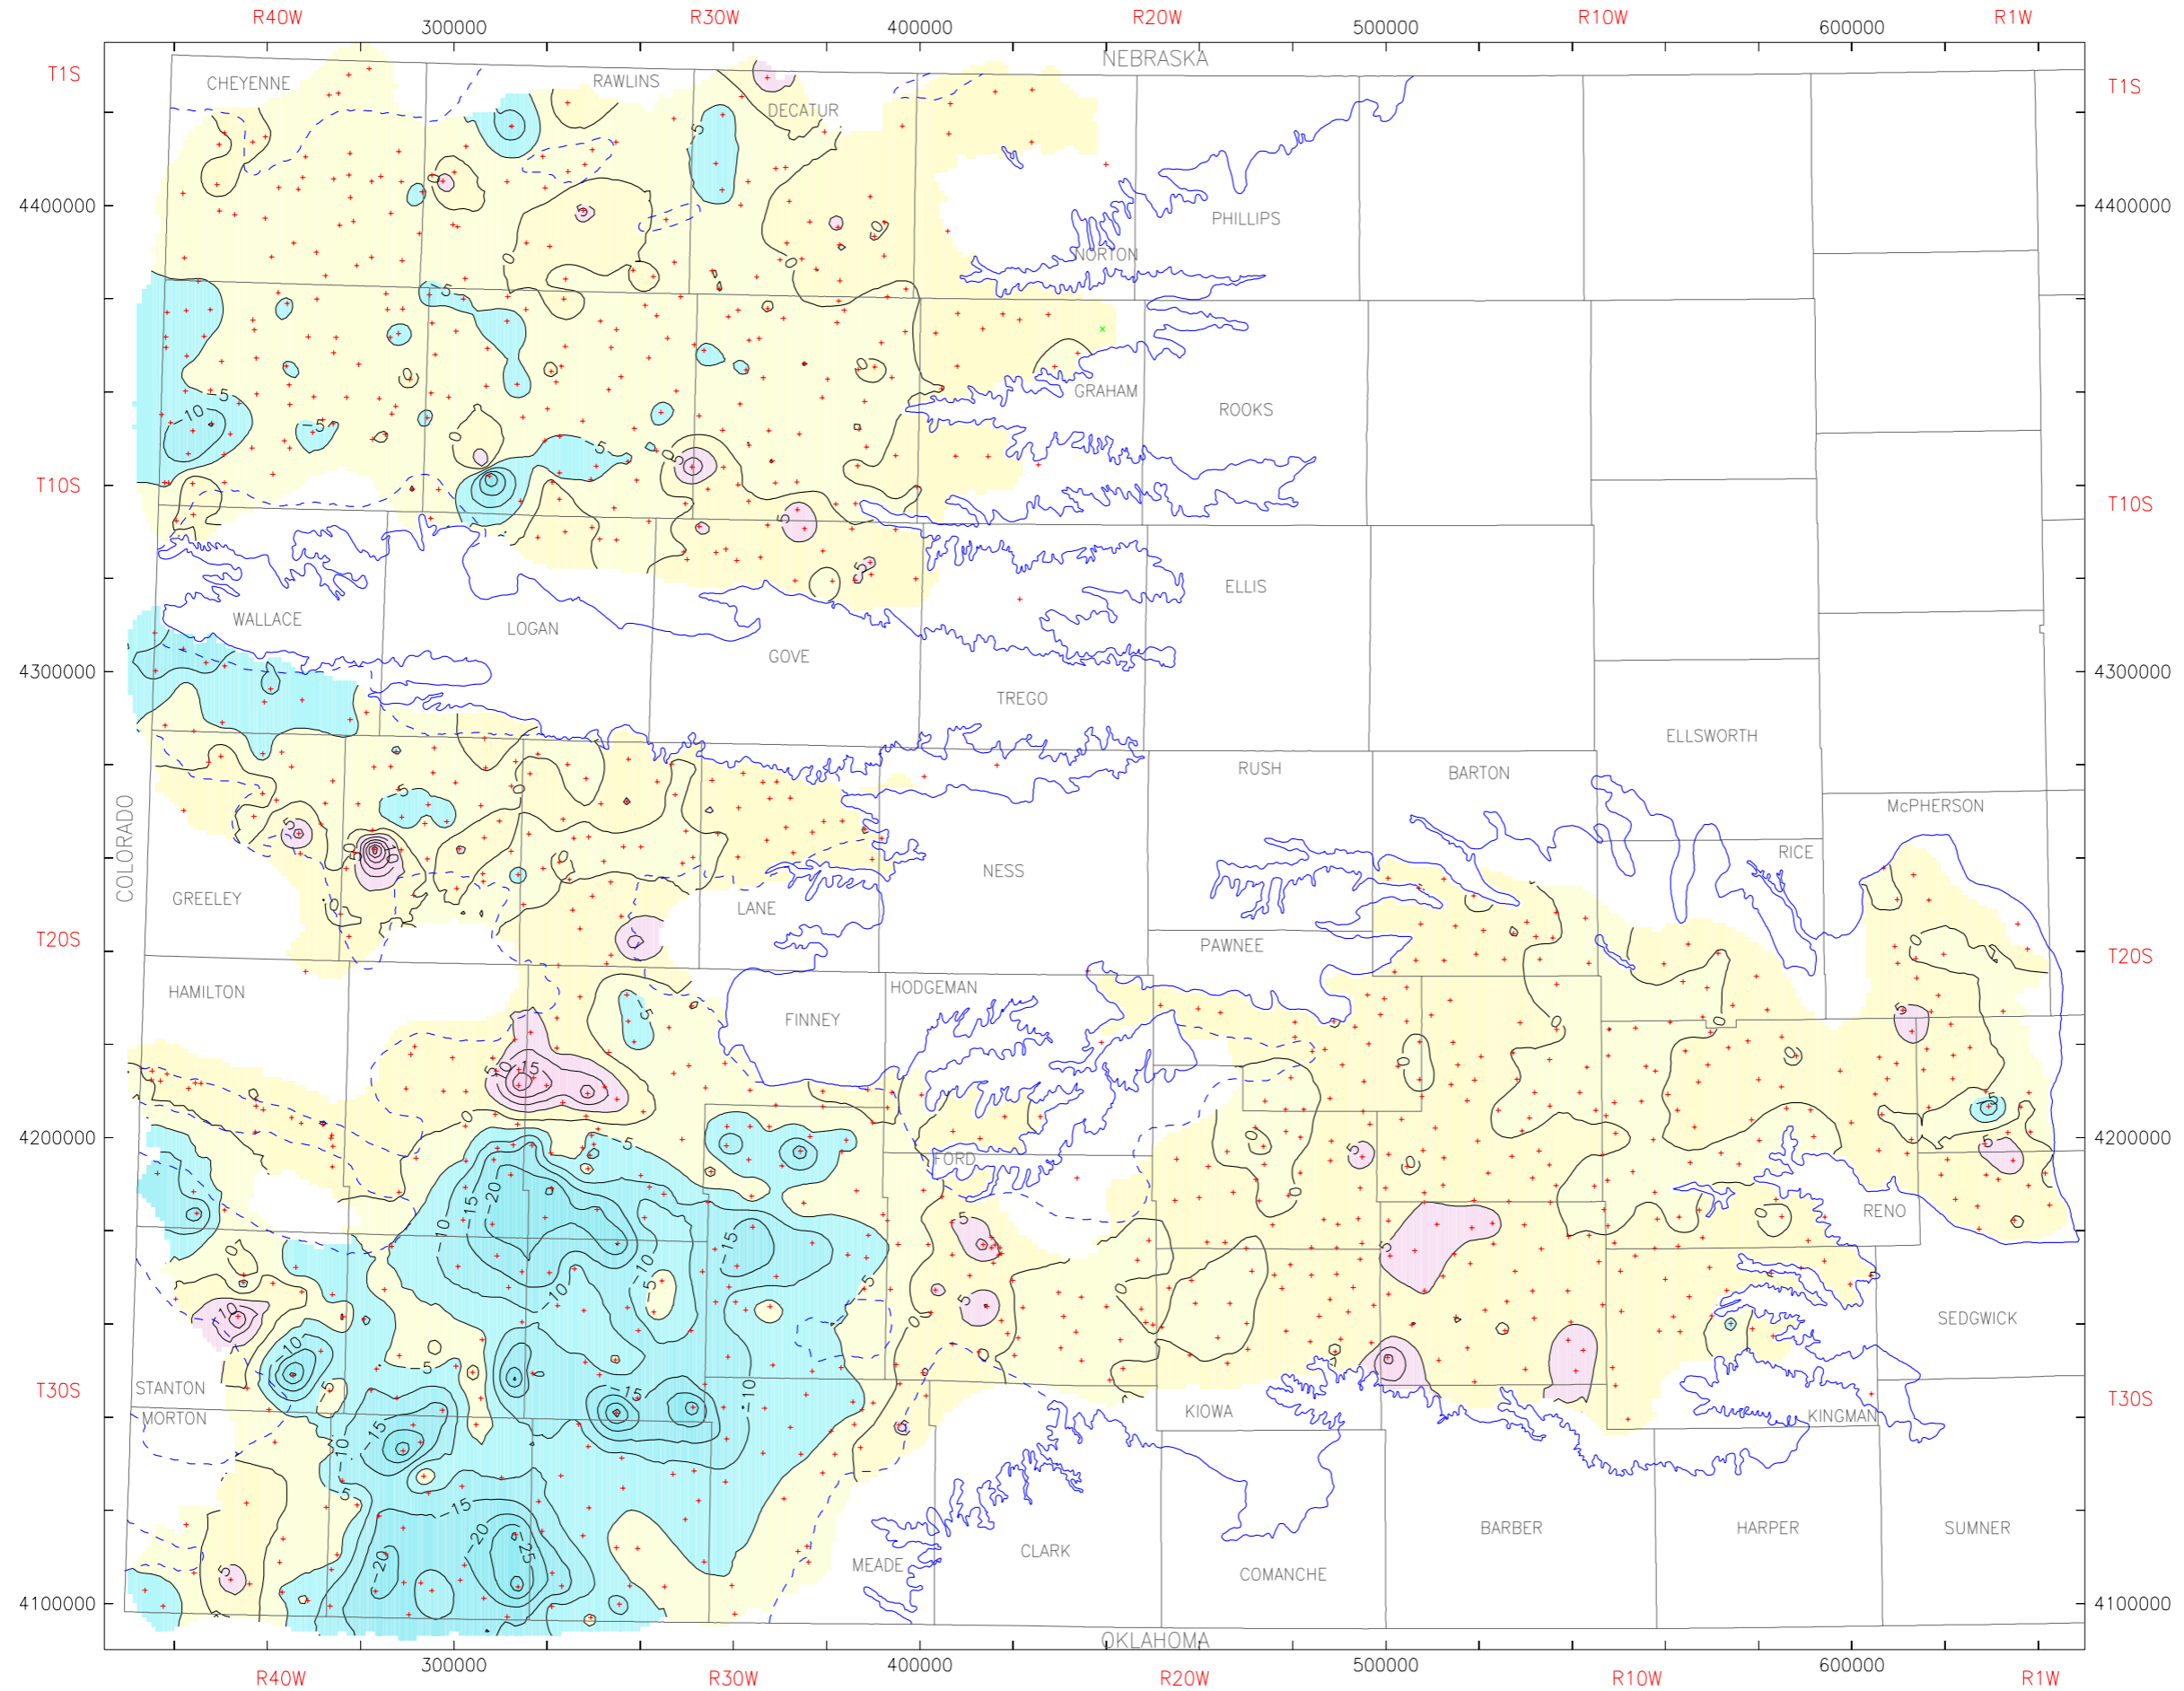 R40W R30W R20W R10W R1W
300000 400000 500000 600000
NEBRASKA
T1S CHEYENNE RAWLINS DECATUR T1S
4400000 PHILLIPS 4400000
NORTON
GRAHAM ROOKS
T10S T10S
WALLACE LOGAN GOVE ELLIS
4300000 TREGO 4300000
ELLSWORTH
RUSH BARTON
McPHERSON
COLORADO
RICE
GREELEY LANE NESS
T20S PAWNEE T20S
HAMILTON FINNEY HODGEMAN
4200000 FORD 4200000
RENO
SEDGWICK
STANTON
T30S T30S
MORTON KIOWA KINGMAN
MEADE CLARK COMANCHE BARBER HARPER SUMNER
4100000 4100000
OKLAHOMA
300000 400000 500000 600000
R40W R30W R20W R10W R1W